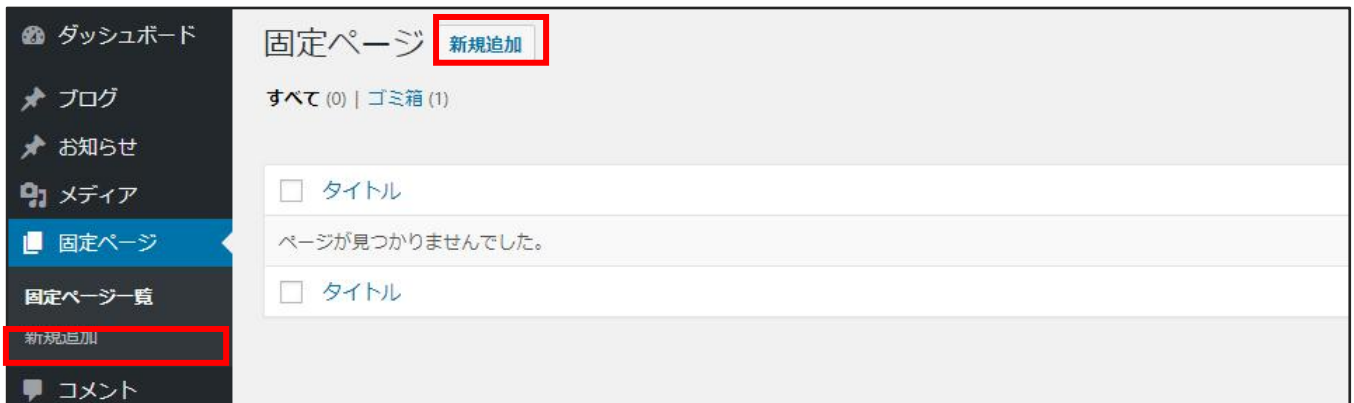 ダッシュボード
ブログ
お知らせ
メディア
固定ページ
固定ページ一覧
新規追加
コメント
固定ページ 新規追加
すべて (0) | ゴミ箱 (1)
タイトル
ページが見つかりませんでした。
タイトル